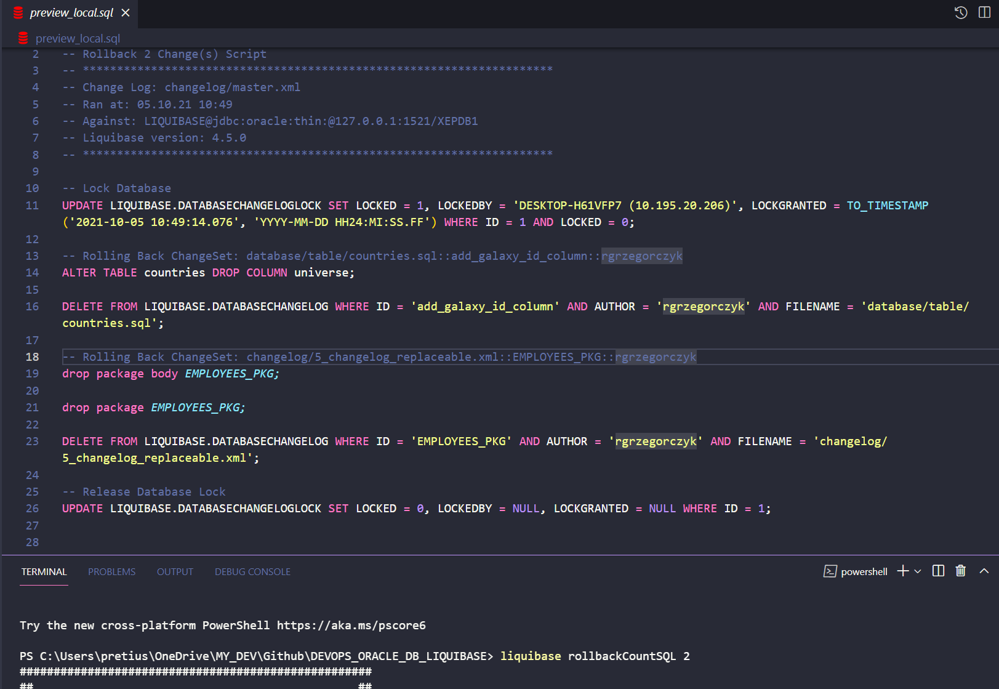 preview_local.sql
preview_local.sql
2 -- Rollback 2 Change(s) Script
3 -- *********************************************************************
4 -- Change Log: changelog/master.xml
5 -- Ran at: 05.10.21 10:49
6 -- Against: LIQUIBASE@jdbc:oracle:thin:@127.0.0.1:1521/XEPDB1
7 -- Liquibase version: 4.5.0
8 -- *********************************************************************
9
10 -- Lock Database
11 UPDATE LIQUIBASE.DATABASECHANGELOGLOCK SET LOCKED = 1, LOCKEDBY = 'DESKTOP-H61VFP7 (10.195.20.206)', LOCKGRANTED = TO_TIMESTAMP
('2021-10-05 10:49:14.076', 'YYYY-MM-DD HH24:MI:SS.FF') WHERE ID = 1 AND LOCKED = 0;
12
13 -- Rolling Back ChangeSet: database/table/countries.sql::add_galaxy_id_column::rgrzegorczyk
14 ALTER TABLE countries DROP COLUMN universe;
15
16 DELETE FROM LIQUIBASE.DATABASECHANGELOG WHERE ID = 'add_galaxy_id_column' AND AUTHOR = 'rgrzegorczyk' AND FILENAME = 'database/table/
countries.sql';
17
18 -- Rolling Back ChangeSet: changelog/5_changelog_replaceable.xml::EMPLOYEES_PKG::rgrzegorczyk
19 drop package body EMPLOYEES_PKG;
20
21 drop package EMPLOYEES_PKG;
22
23 DELETE FROM LIQUIBASE.DATABASECHANGELOG WHERE ID = 'EMPLOYEES_PKG' AND AUTHOR = 'rgrzegorczyk' AND FILENAME = 'changelog/
5_changelog_replaceable.xml';
24
25 -- Release Database Lock
26 UPDATE LIQUIBASE.DATABASECHANGELOGLOCK SET LOCKED = 0, LOCKEDBY = NULL, LOCKGRANTED = NULL WHERE ID = 1;
27
28
TERMINAL PROBLEMS OUTPUT DEBUG CONSOLE powershell
Try the new cross-platform PowerShell https://aka.ms/pscore6
PS C:\Users\pretius\OneDrive\MY_DEV\Github\DEVOPS_ORACLE_DB_LIQUIBASE> liquibase rollbackCountSQL 2
####################################################
## ##